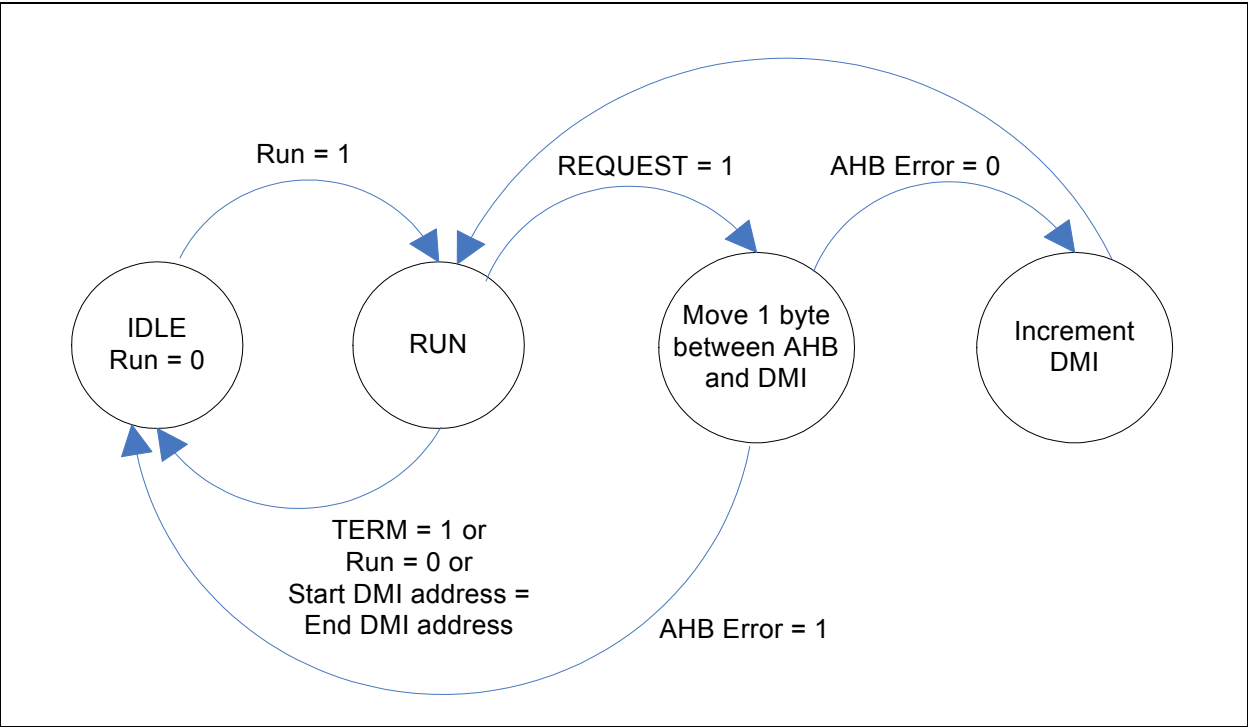 Run = 1
REQUEST = 1
AHB Error = 0
IDLE
Run = 0
RUN
Move 1 byte
between AHB
and DMI
Increment
DMI
TERM = 1 or
Run = 0 or
Start DMI address =
End DMI address
AHB Error = 1